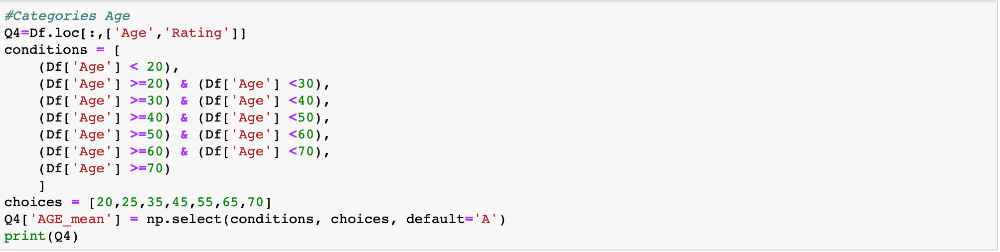 #Categories Age
Q4=Df.loc[:,['Age','Rating']]
conditions = [
    (Df['Age'] < 20),
    (Df['Age'] >=20) & (Df['Age'] <30),
    (Df['Age'] >=30) & (Df['Age'] <40),
    (Df['Age'] >=40) & (Df['Age'] <50),
    (Df['Age'] >=50) & (Df['Age'] <60),
    (Df['Age'] >=60) & (Df['Age'] <70),
    (Df['Age'] >=70)
    ]
choices = [20,25,35,45,55,65,70]
Q4['AGE_mean'] = np.select(conditions, choices, default='A')
print(Q4)